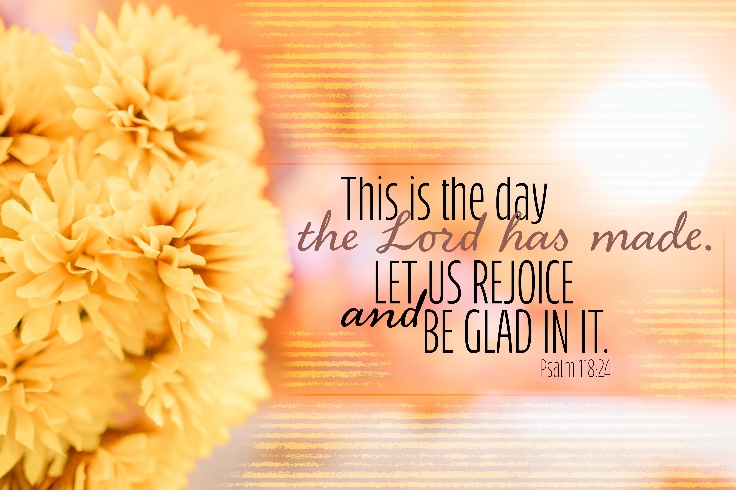 This is the day
the Lord has made.
LET US REJOICE
and BE GLAD IN IT.
Psalm 118:24